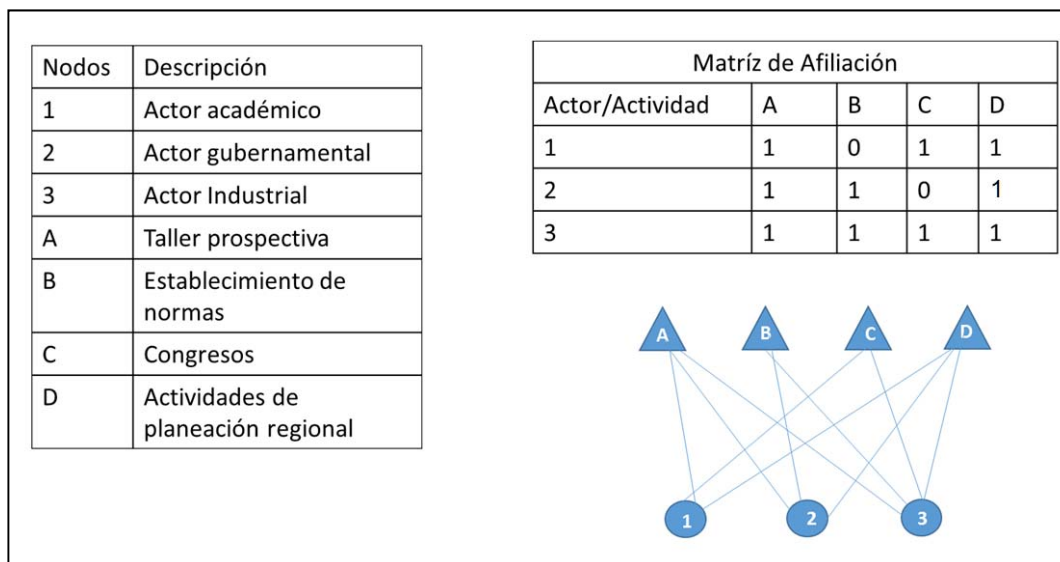 Nodos Descripción
1 Actor académico
2 Actor gubernamental
3 Actor Industrial
A Taller prospectiva
B Establecimiento de
normas
C Congresos
D Actividades de
planeación regional
Matríz de Afiliación
Actor/Actividad A B C D
1 1 0 1 1
2 1 1 0 1
3 1 1 1 1
A B C D
1 2 3